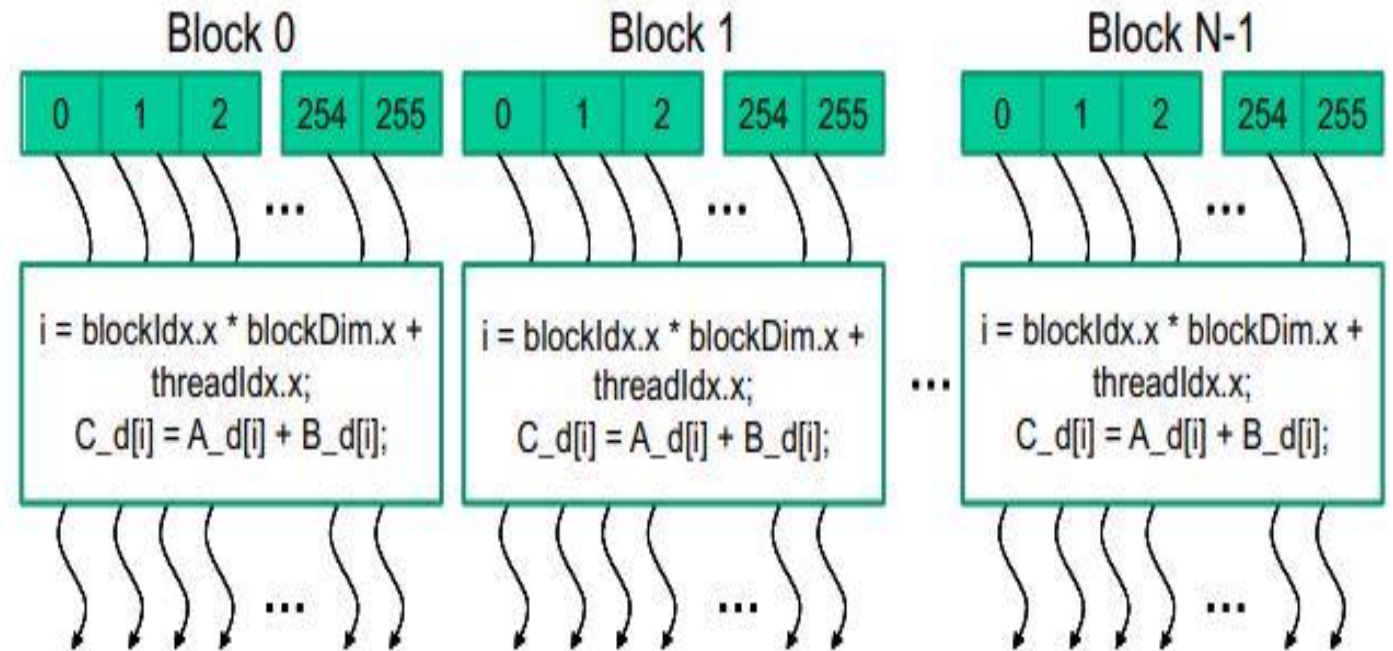 Block 0
Block 1
Block N-1
0 1 2 254 255
0 1 2 254 255
0 1 2 254 255
...
...
...
i = blockIdx.x * blockDim.x +
threadIdx.x;
C_d[i] = A_d[i] + B_d[i];
i = blockIdx.x * blockDim.x +
threadIdx.x;
C_d[i] = A_d[i] + B_d[i];
...
i = blockIdx.x * blockDim.x +
threadIdx.x;
C_d[i] = A_d[i] + B_d[i];
...
...
...